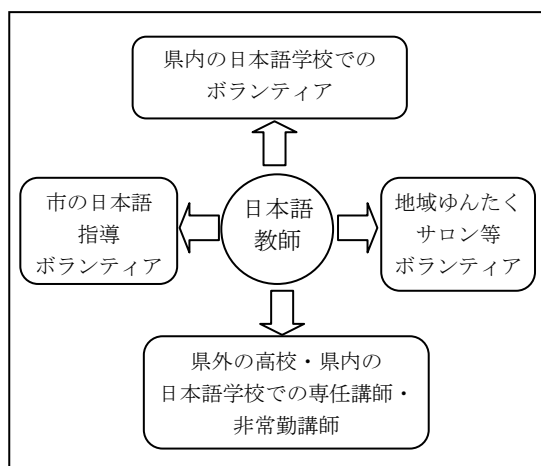 県内の日本語学校での
ボランティア
市の日本語
指導
ボランティア
日本語
教師
地域ゆんたく
サロン等
ボランティア
県外の高校・県内の
日本語学校での専任講師・
非常勤講師